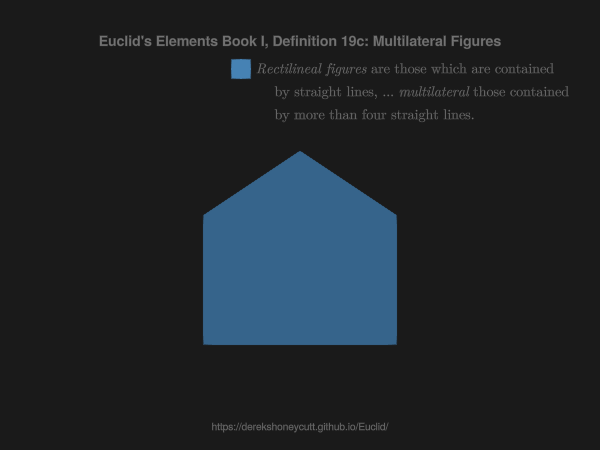 Euclid's Elements Book I, Definition 19c: Multilateral Figures
Rectilineal figures are those which are contained
by straight lines, ... multilateral those contained
by more than four straight lines.
https://derekshoneycutt.github.io/Euclid/